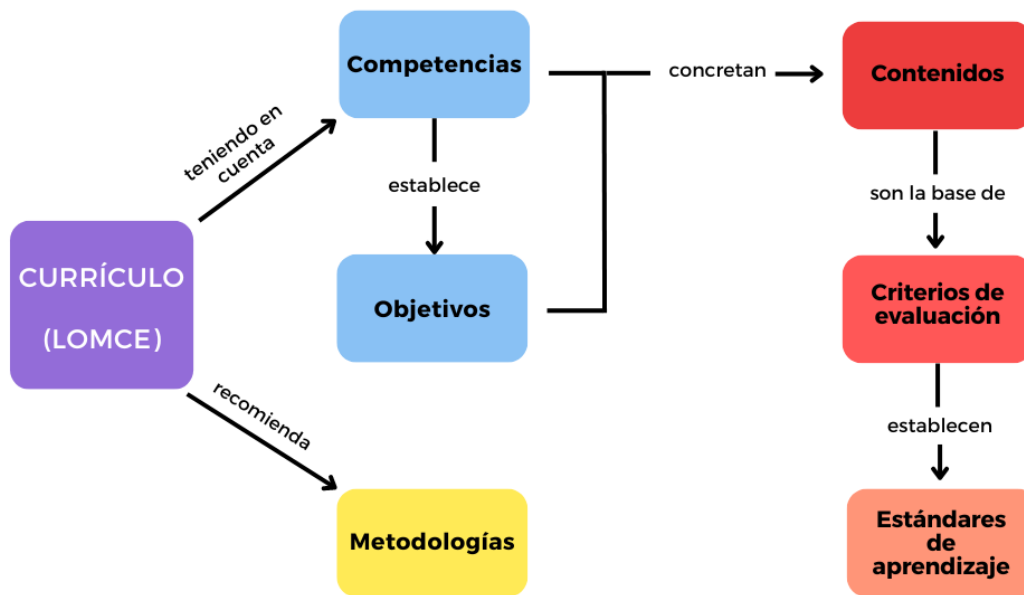 Competencias
concretan
Contenidos
teniendo en
cuenta
establece
son la base de
CURRÍCULO
(LOMCE)
Objetivos
Criterios de
evaluación
recomienda
establecen
Metodologías
Estándares
de
aprendizaje